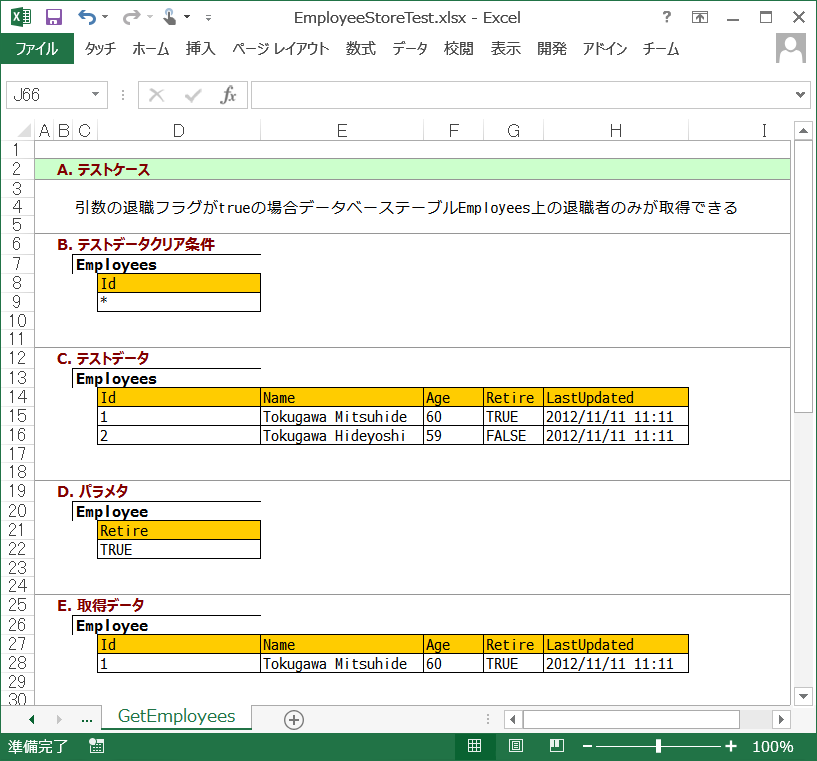 EmployeeStoreTest.xlsx - Excel
ファイル タッチ ホーム 挿入 ページ レイアウト 数式 データ 校閲 表示 開発 アドイン チーム
J66 fx
A B C D E F G H I
1
2 A. テストケース
3
4 引数の退職フラグがtrueの場合データベーステーブルEmployees上の退職者のみが取得できる
5
6 B. テストデータクリア条件
7 Employees
8 Id
9 *
10
11
12 C. テストデータ
13 Employees
14 Id Name Age Retire LastUpdated
15 1 Tokugawa Mitsuhide 60 TRUE 2012/11/11 11:11
16 2 Tokugawa Hideyoshi 59 FALSE 2012/11/11 11:11
17
18
19 D. パラメタ
20 Employee
21 Retire
22 TRUE
23
24
25 E. 取得データ
26 Employee
27 Id Name Age Retire LastUpdated
28 1 Tokugawa Mitsuhide 60 TRUE 2012/11/11 11:11
29
30
... GetEmployees
準備完了 100%